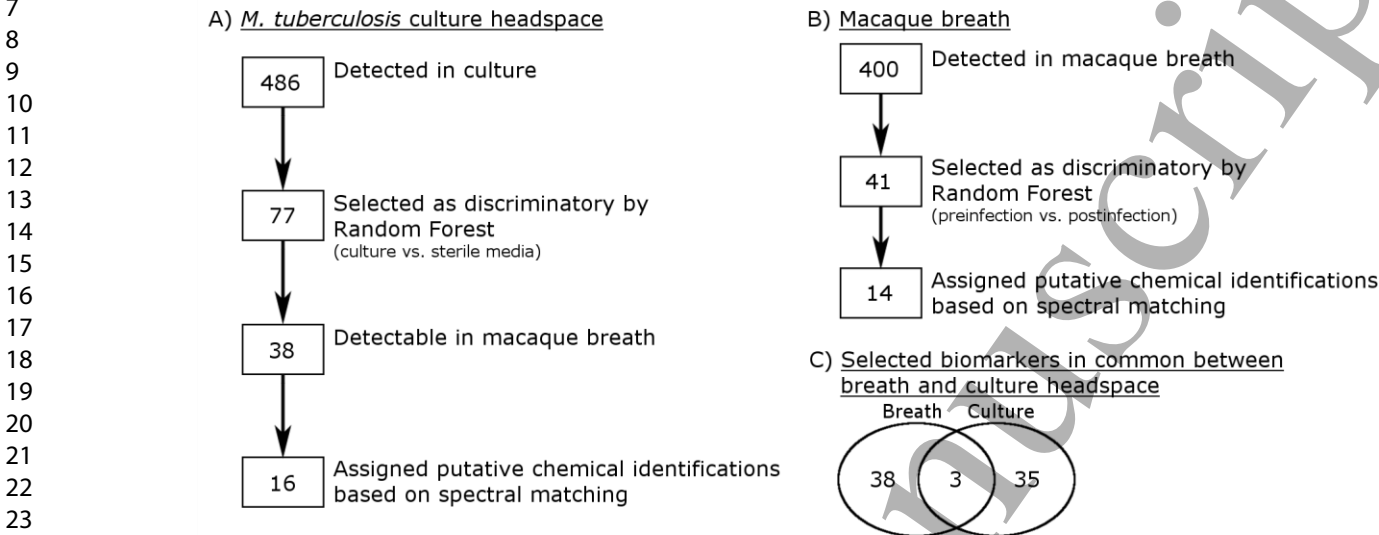 7
8
9
10
11
12
13
14
15
16
17
18
19
20
21
22
23
A) M. tuberculosis culture headspace
486
Detected in culture
77
Selected as discriminatory by
Random Forest
(culture vs. sterile media)
38
Detectable in macaque breath
16
Assigned putative chemical identifications
based on spectral matching
B) Macaque breath
400
Detected in macaque breath
41
Selected as discriminatory by
Random Forest
(preinfection vs. postinfection)
14
Assigned putative chemical identifications
based on spectral matching
C) Selected biomarkers in common between
breath and culture headspace
Breath Culture
38 3 35
nuscrip